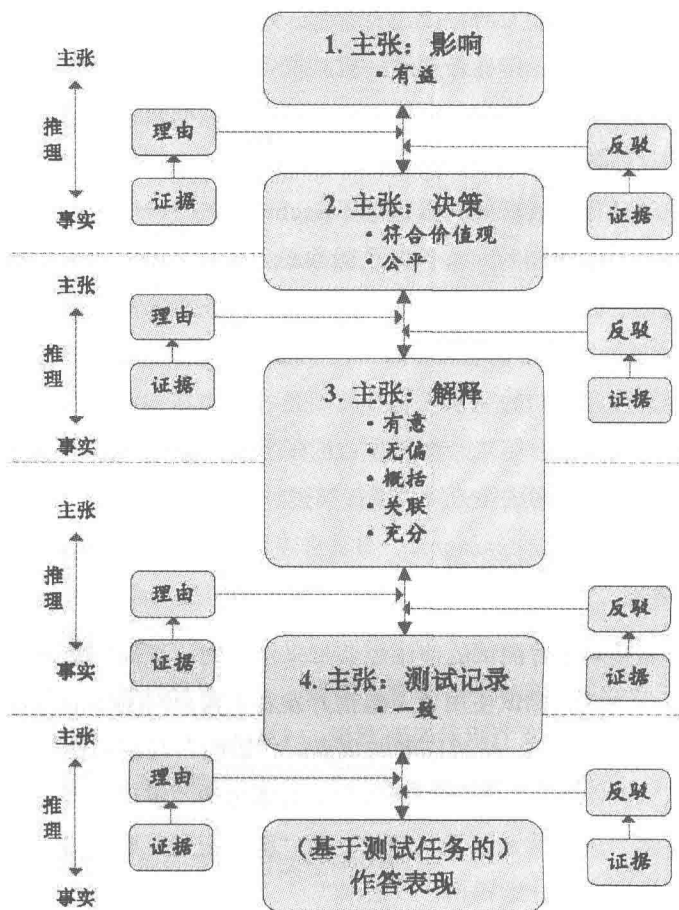 1. 主张：影响
· 有益
主张
推理
事实
理由
证据
反驳
证据
2. 主张：决策
· 符合价值观
· 公平
主张
推理
事实
理由
证据
反驳
证据
3. 主张：解释
· 有意
· 无偏
· 概括
· 关联
· 充分
主张
推理
事实
理由
证据
反驳
证据
4. 主张：测试记录
· 一致
主张
推理
事实
理由
证据
反驳
证据
（基于测试任务的）
作答表现